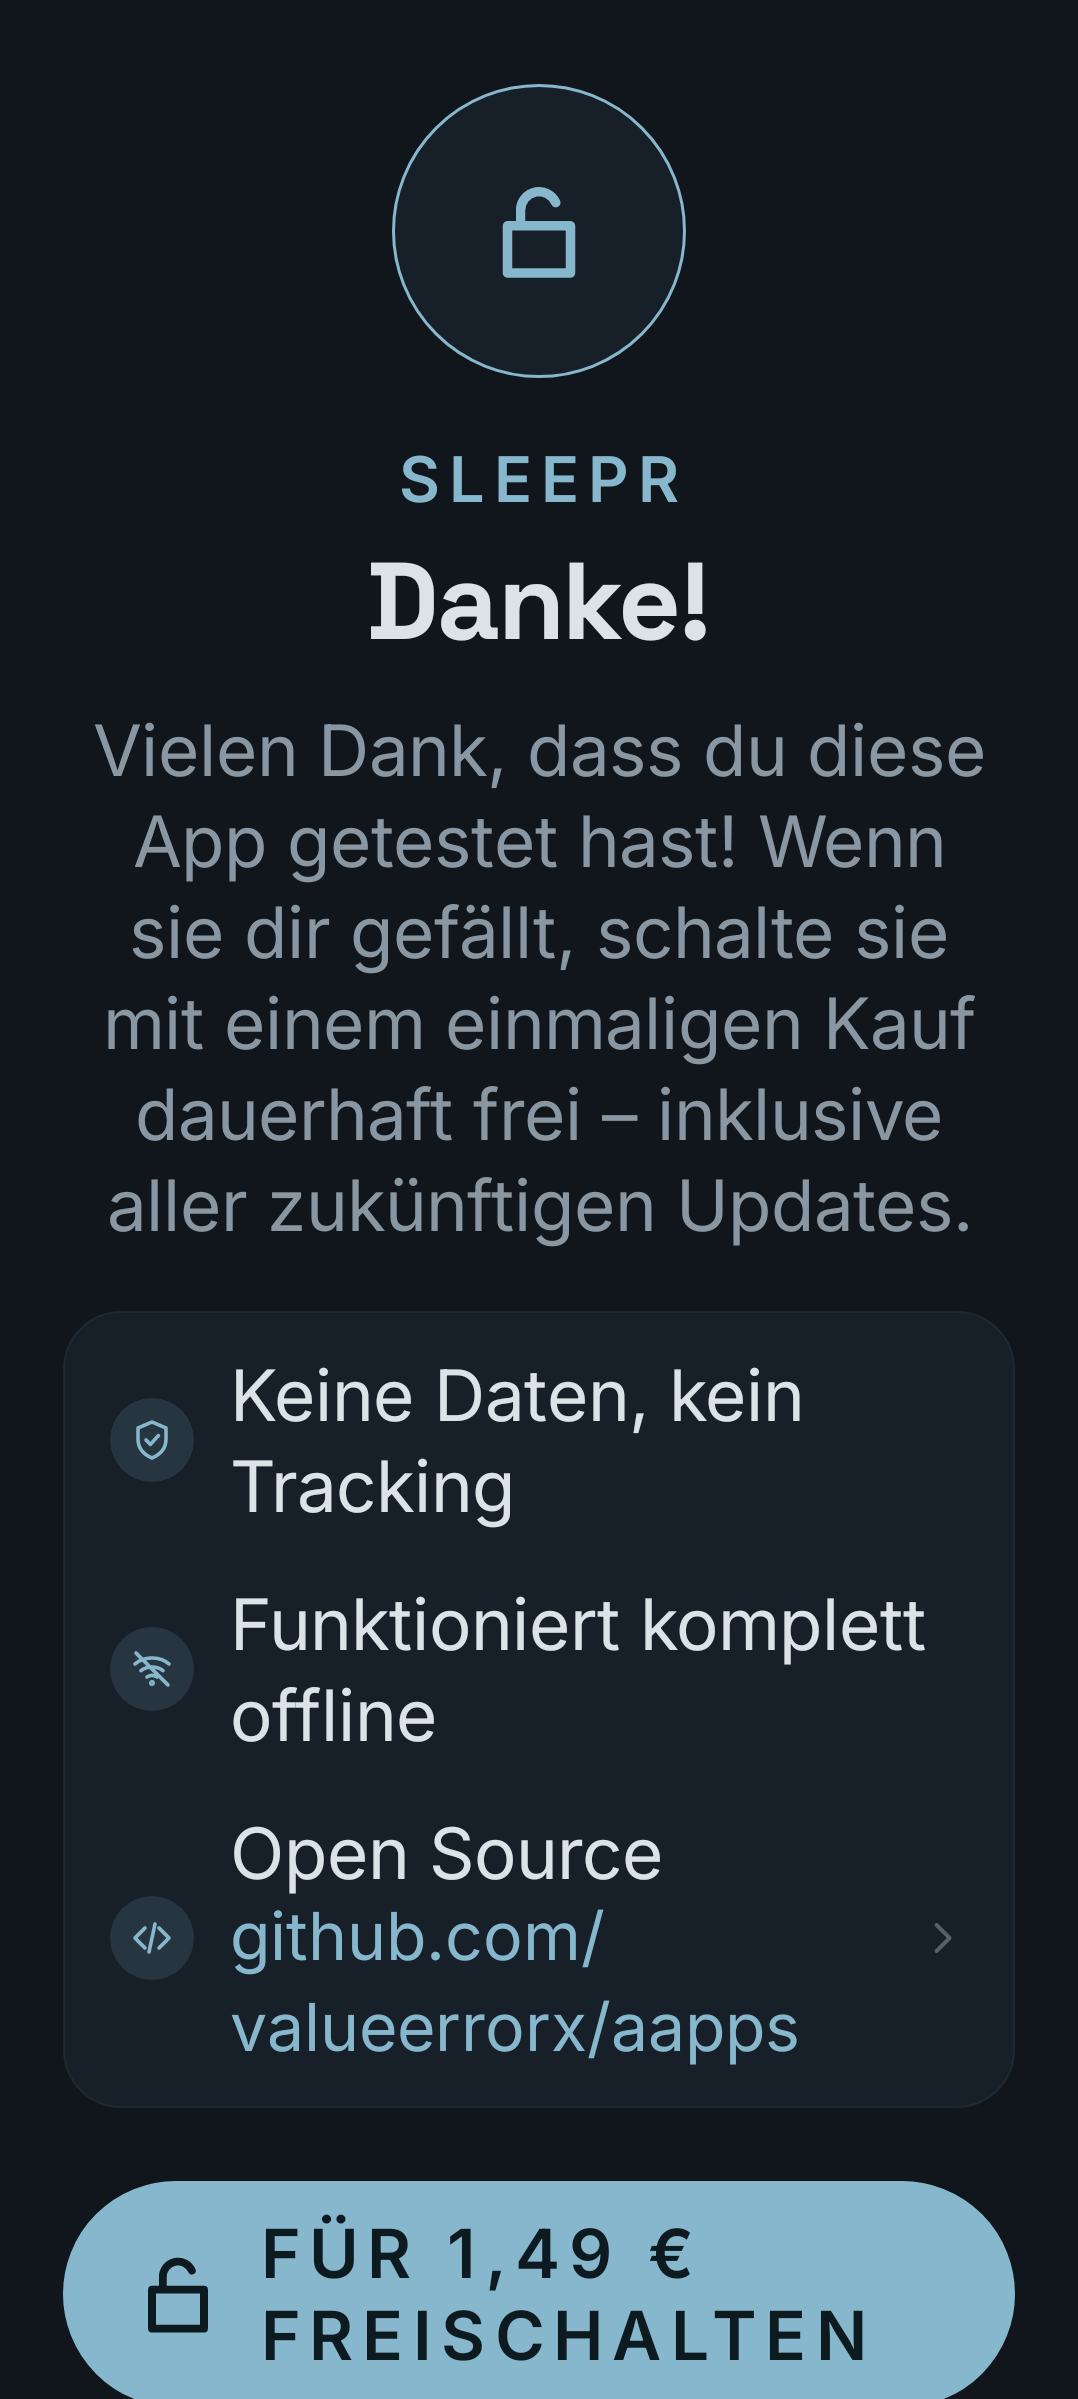 SLEEPR
Danke!
Vielen Dank, dass du diese
App getestet hast! Wenn
sie dir gefällt, schalte sie
mit einem einmaligen Kauf
dauerhaft frei – inklusive
aller zukünftigen Updates.
Keine Daten, kein
Tracking
Funktioniert komplett
offline
Open Source
github.com/
valueerrorx/aapps
FÜR 1,49 €
FREISCHALTEN